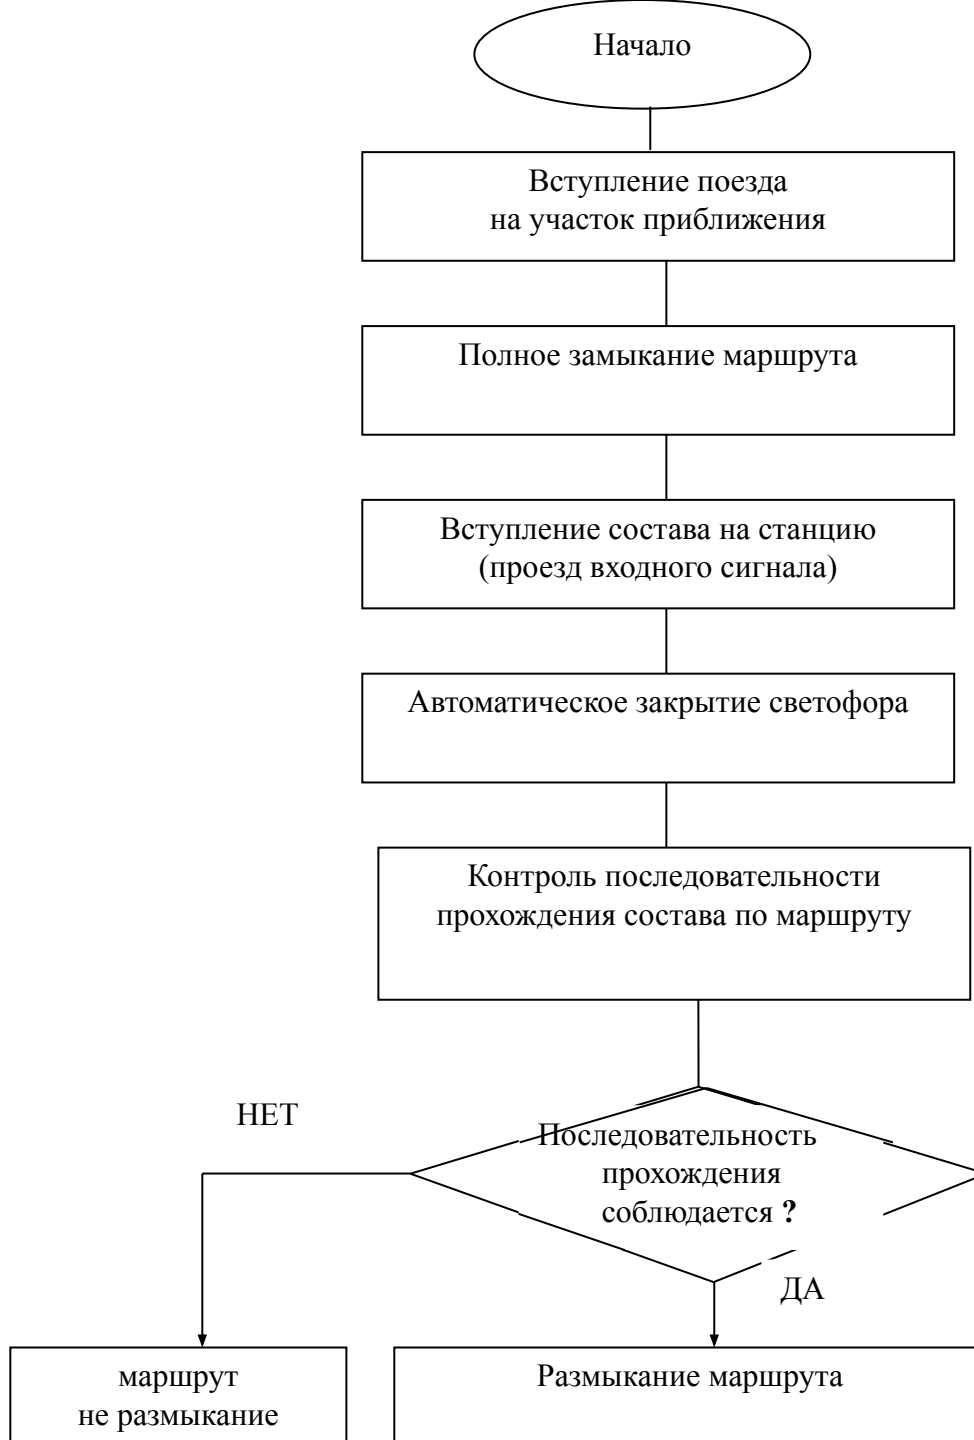 Начало
Вступление поезда
на участок приближения
Полное замыкание маршрута
Вступление состава на станцию
(проезд входного сигнала)
Автоматическое закрытие светофора
Контроль последовательности
прохождения состава по маршруту
НЕТ
Последовательность
прохождения
соблюдается ?
ДА
маршрут
не размыкание
Размыкание маршрута